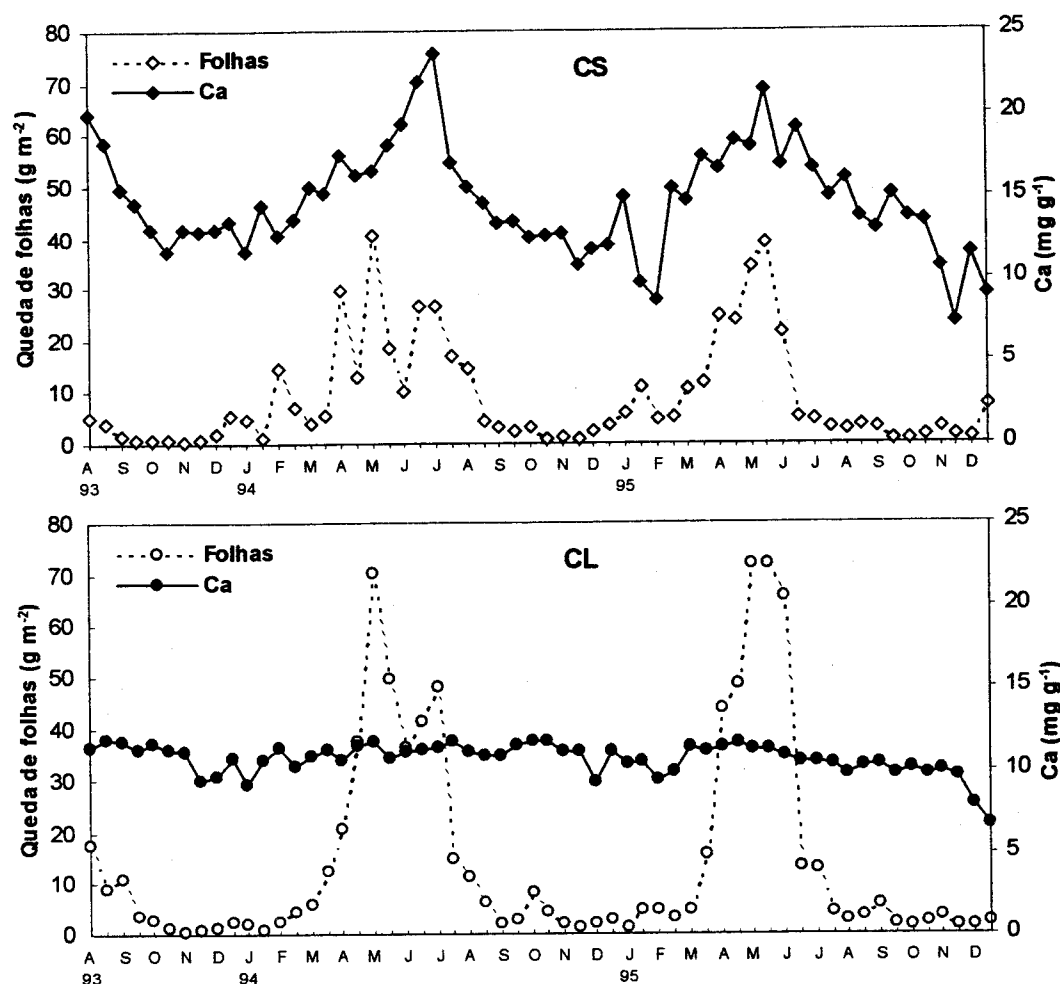 CS
Folhas
Ca
Queda de folhas (g m⁻²)
80
70
60
50
40
30
20
10
0
Ca (mg g⁻¹)
25
20
15
10
5
0
A S O N D J F M A M J J A S O N D J F M A M J J A S O N D
93 94 95
CL
Folhas
Ca
Queda de folhas (g m⁻²)
80
70
60
50
40
30
20
10
0
Ca (mg g⁻¹)
25
20
15
10
5
0
A S O N D J F M A M J J A S O N D J F M A M J J A S O N D
93 94 95